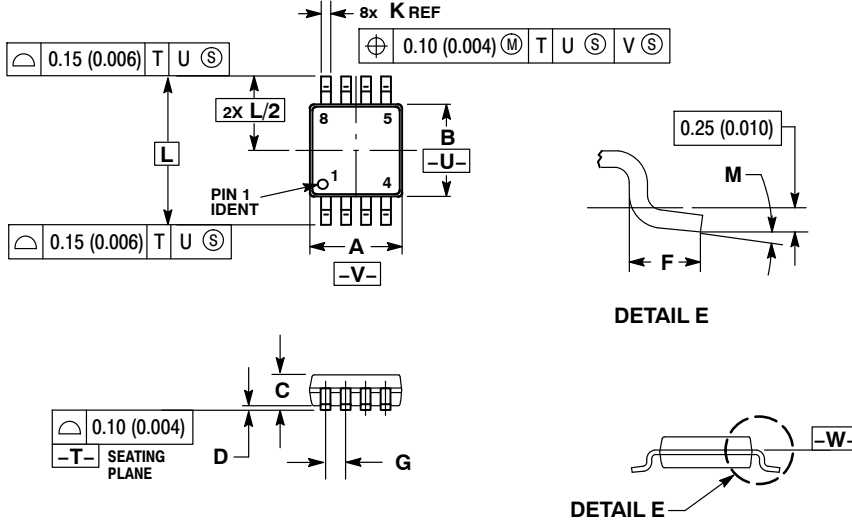 8x K REF
⌖ 0.10 (0.004) Ⓜ T U Ⓢ V Ⓢ
⌓ 0.15 (0.006) T U Ⓢ
2X L/2
8 5
B
-U-
L
PIN 1
IDENT
1
4
⌓ 0.15 (0.006) T U Ⓢ
A
-V-
0.25 (0.010)
M
F
DETAIL E
C
⌓ 0.10 (0.004)
-T- SEATING
PLANE
D
G
-W-
DETAIL E